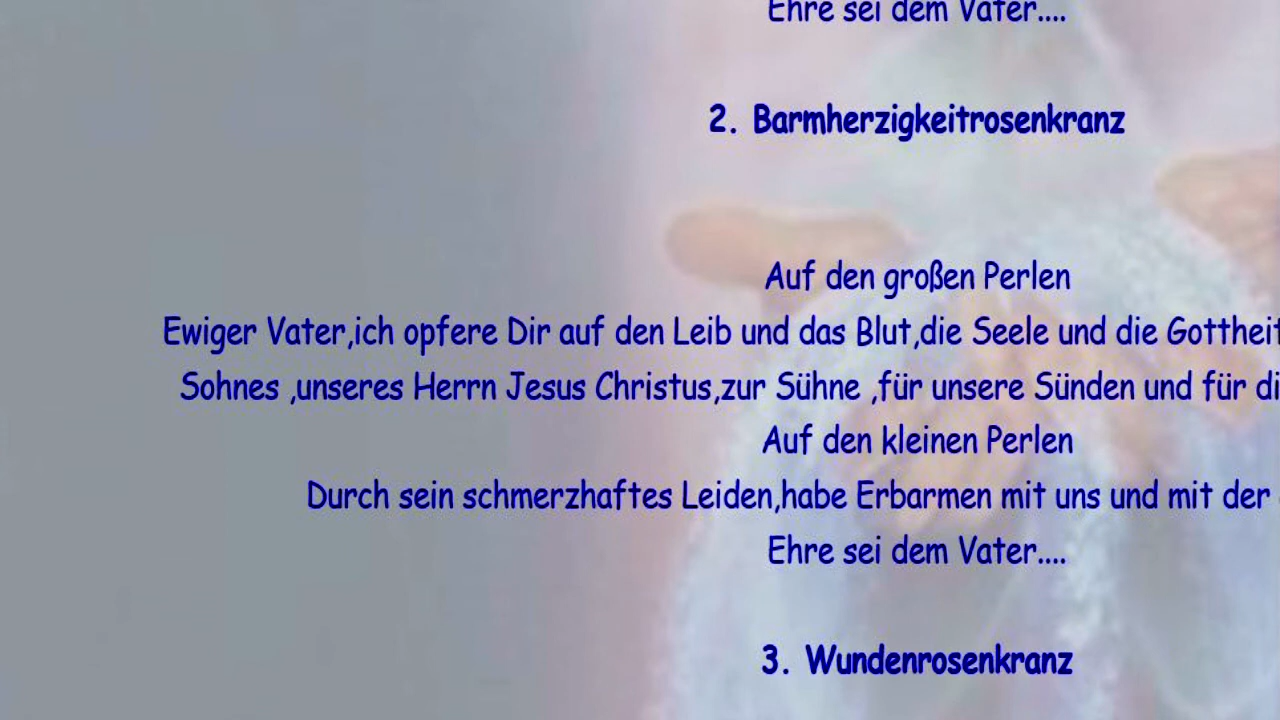 Ehre sei dem Vater....
2. Barmherzigkeitrosenkranz
Auf den großen Perlen
Ewiger Vater,ich opfere Dir auf den Leib und das Blut,die Seele und die Gottheit
Sohnes ,unseres Herrn Jesus Christus,zur Sühne ,für unsere Sünden und für di
Auf den kleinen Perlen
Durch sein schmerzhaftes Leiden,habe Erbarmen mit uns und mit der
Ehre sei dem Vater....
3. Wundenrosenkranz